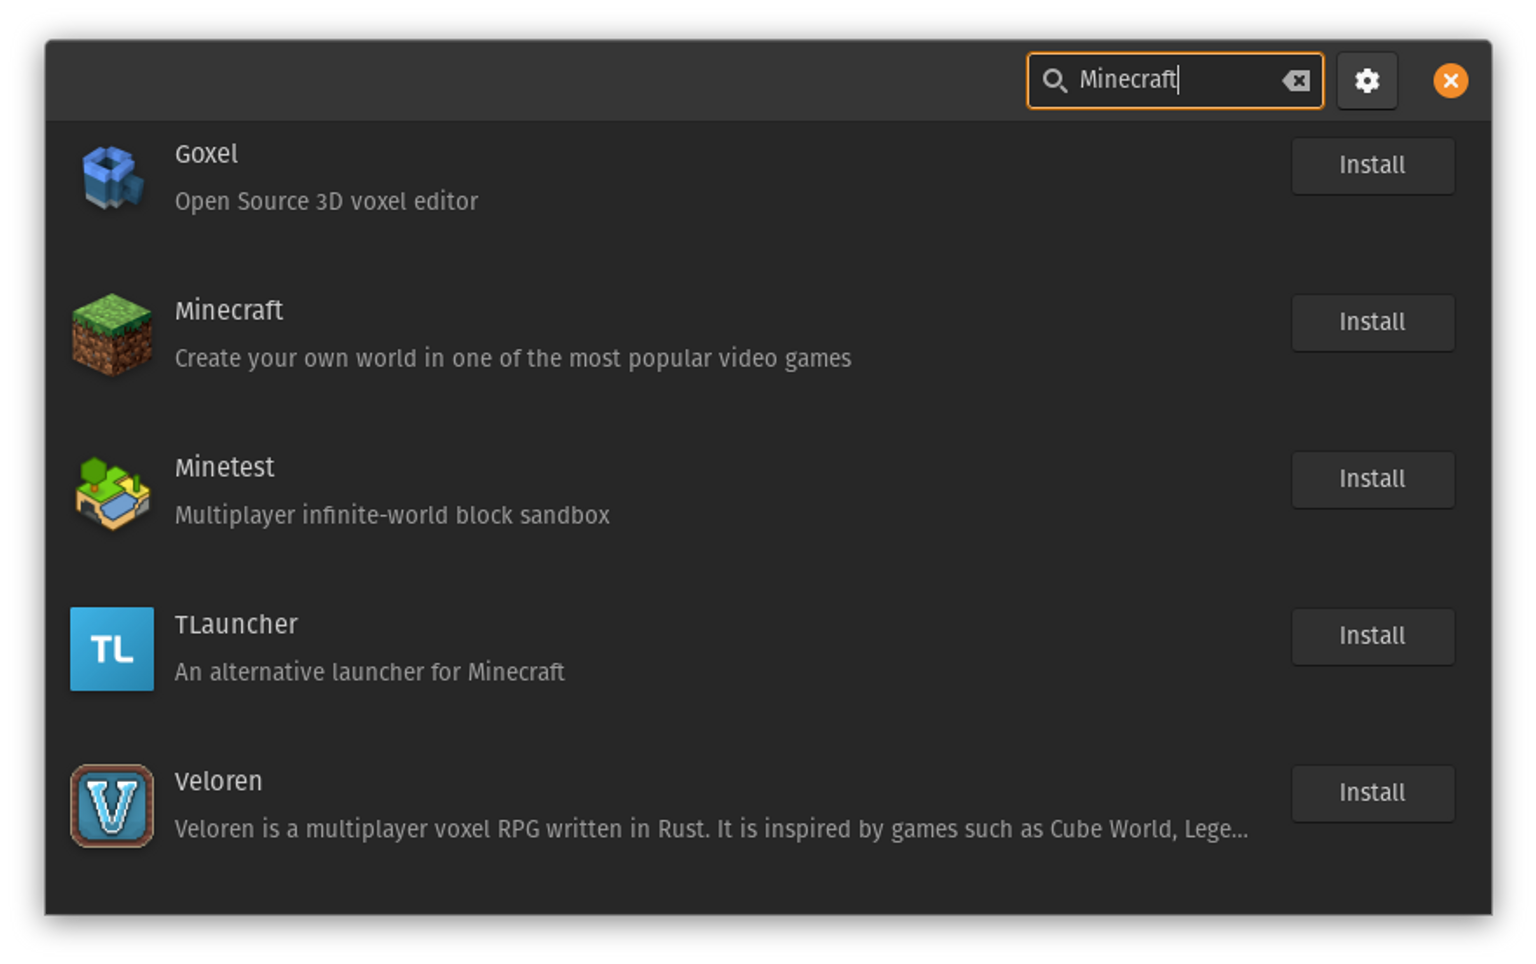 Minecraft
Goxel
Install
Open Source 3D voxel editor
Minecraft
Install
Create your own world in one of the most popular video games
Minetest
Install
Multiplayer infinite-world block sandbox
TL
TLauncher
Install
An alternative launcher for Minecraft
V
Veloren
Install
Veloren is a multiplayer voxel RPG written in Rust. It is inspired by games such as Cube World, Lege...